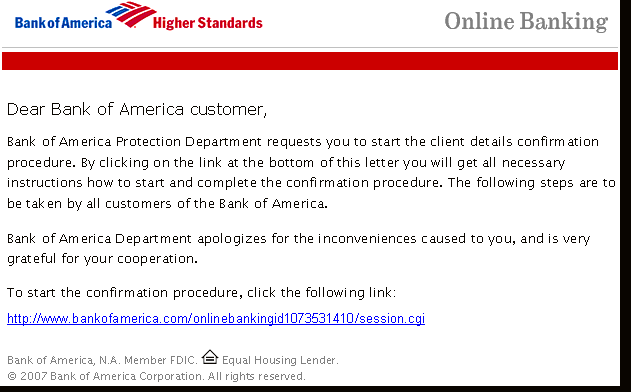 Bank of America Higher Standards
Online Banking
Dear Bank of America customer,
Bank of America Protection Department requests you to start the client details confirmation
procedure. By clicking on the link at the bottom of this letter you will get all necessary
instructions how to start and complete the confirmation procedure. The following steps are to
be taken by all customers of the Bank of America.
Bank of America Department apologizes for the inconveniences caused to you, and is very
grateful for your cooperation.
To start the confirmation procedure, click the following link:
http://www.bankofamerica.com/onlinebankingid1073531410/session.cgi
Bank of America, N.A. Member FDIC. Equal Housing Lender.
© 2007 Bank of America Corporation. All rights reserved.